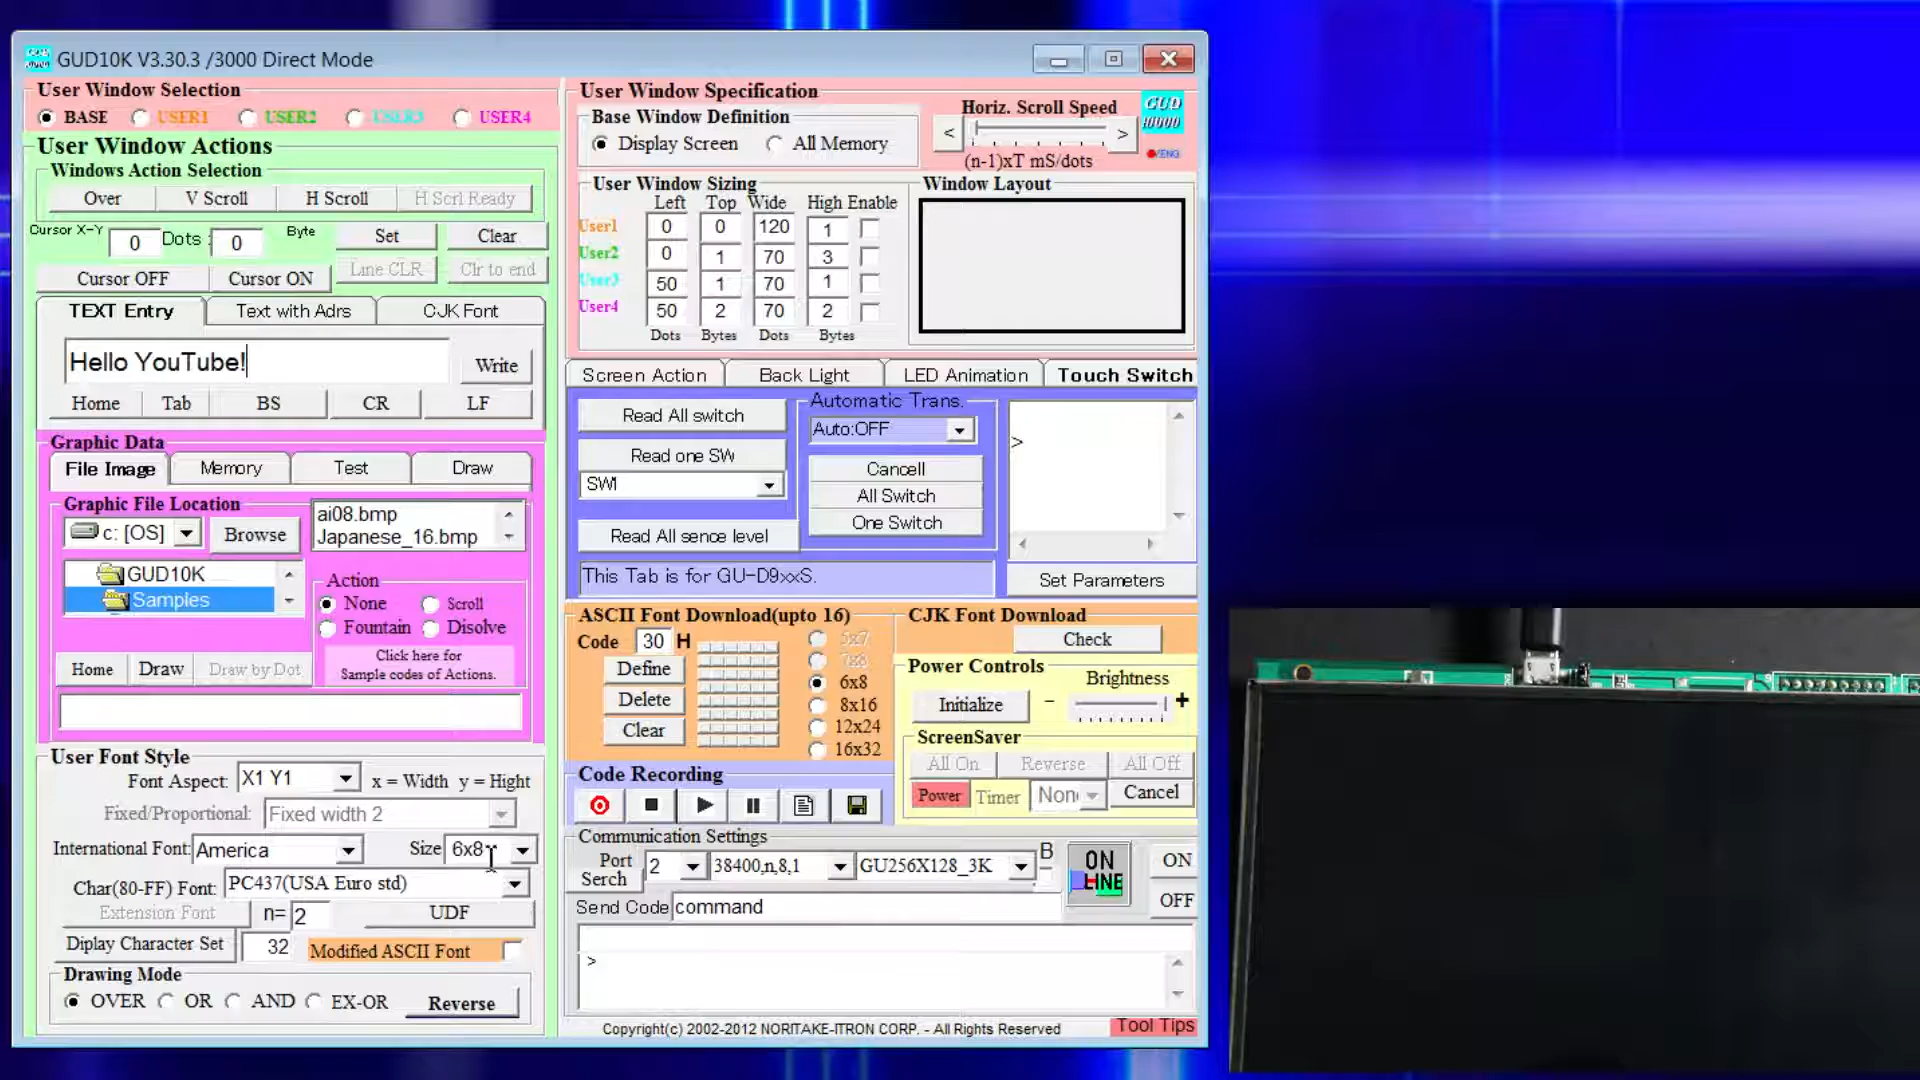 GUD10K V3.30.3 /3000 Direct Mode
User Window Selection
BASE USER1 USER2 USER3 USER4
User Window Actions
Windows Action Selection
Over V Scroll H Scroll H Scrl Ready
Cursor X-Y 0 Dots : 0 Byte Set Clear
Cursor OFF Cursor ON Line CLR Clr to end
TEXT Entry Text with Adrs CJK Font
Hello YouTube! Write
Home Tab BS CR LF
Graphic Data
File Image Memory Test Draw
Graphic File Location
c: [OS] Browse
ai08.bmp
Japanese_16.bmp
GUD10K
Samples
Action
None Scroll
Fountain Disolve
Home Draw Draw by Dot
Click here for
Sample codes of Actions.
User Font Style
Font Aspect: X1 Y1 x = Width y = Hight
Fixed/Proportional: Fixed width 2
International Font: America Size 6x8
Char(80-FF) Font: PC437(USA Euro std)
Extension Font n= 2 UDF
Diplay Character Set 32 Modified ASCII Font
Drawing Mode
OVER OR AND EX-OR Reverse
User Window Specification
Base Window Definition
Display Screen All Memory
Horiz. Scroll Speed
< >
(n-1)xT mS/dots
GUD
10000
ENG
User Window Sizing
Left Top Wide High Enable
User1 0 0 120 1
User2 0 1 70 3
User3 50 1 70 1
User4 50 2 70 2
Dots Bytes Dots Bytes
Window Layout
Screen Action Back Light LED Animation Touch Switch
Read All switch
Read one SW
SW1
Read All sence level
Automatic Trans.
Auto:OFF
Cancell
All Switch
One Switch
>
This Tab is for GU-D9xxS.
Set Parameters
ASCII Font Download(upto 16)
Code 30 H
Define
Delete
Clear
5x7
7x8
6x8
8x16
12x24
16x32
CJK Font Download
Check
Power Controls
Initialize
Brightness
- +
ScreenSaver
All On Reverse All Off
Power Timer Non Cancel
Code Recording
Communication Settings
Port
Serch
2 38400,n,8,1 GU256X128_3K B
ON
LINE
ON
OFF
Send Code command
>
Copyright(c) 2002-2012 NORITAKE-ITRON CORP. - All Rights Reserved
Tool Tips